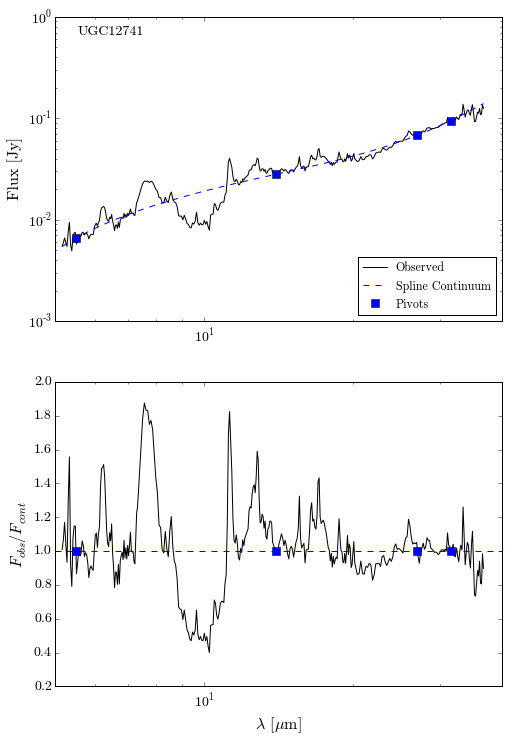 10^0
UGC12741
10^-1
Flux [Jy]
10^-2
Observed
Spline Continuum
Pivots
10^-3
10^1
2.0
1.8
1.6
1.4
1.2
F_obs/F_cont
1.0
0.8
0.6
0.4
0.2
10^1
λ [μm]